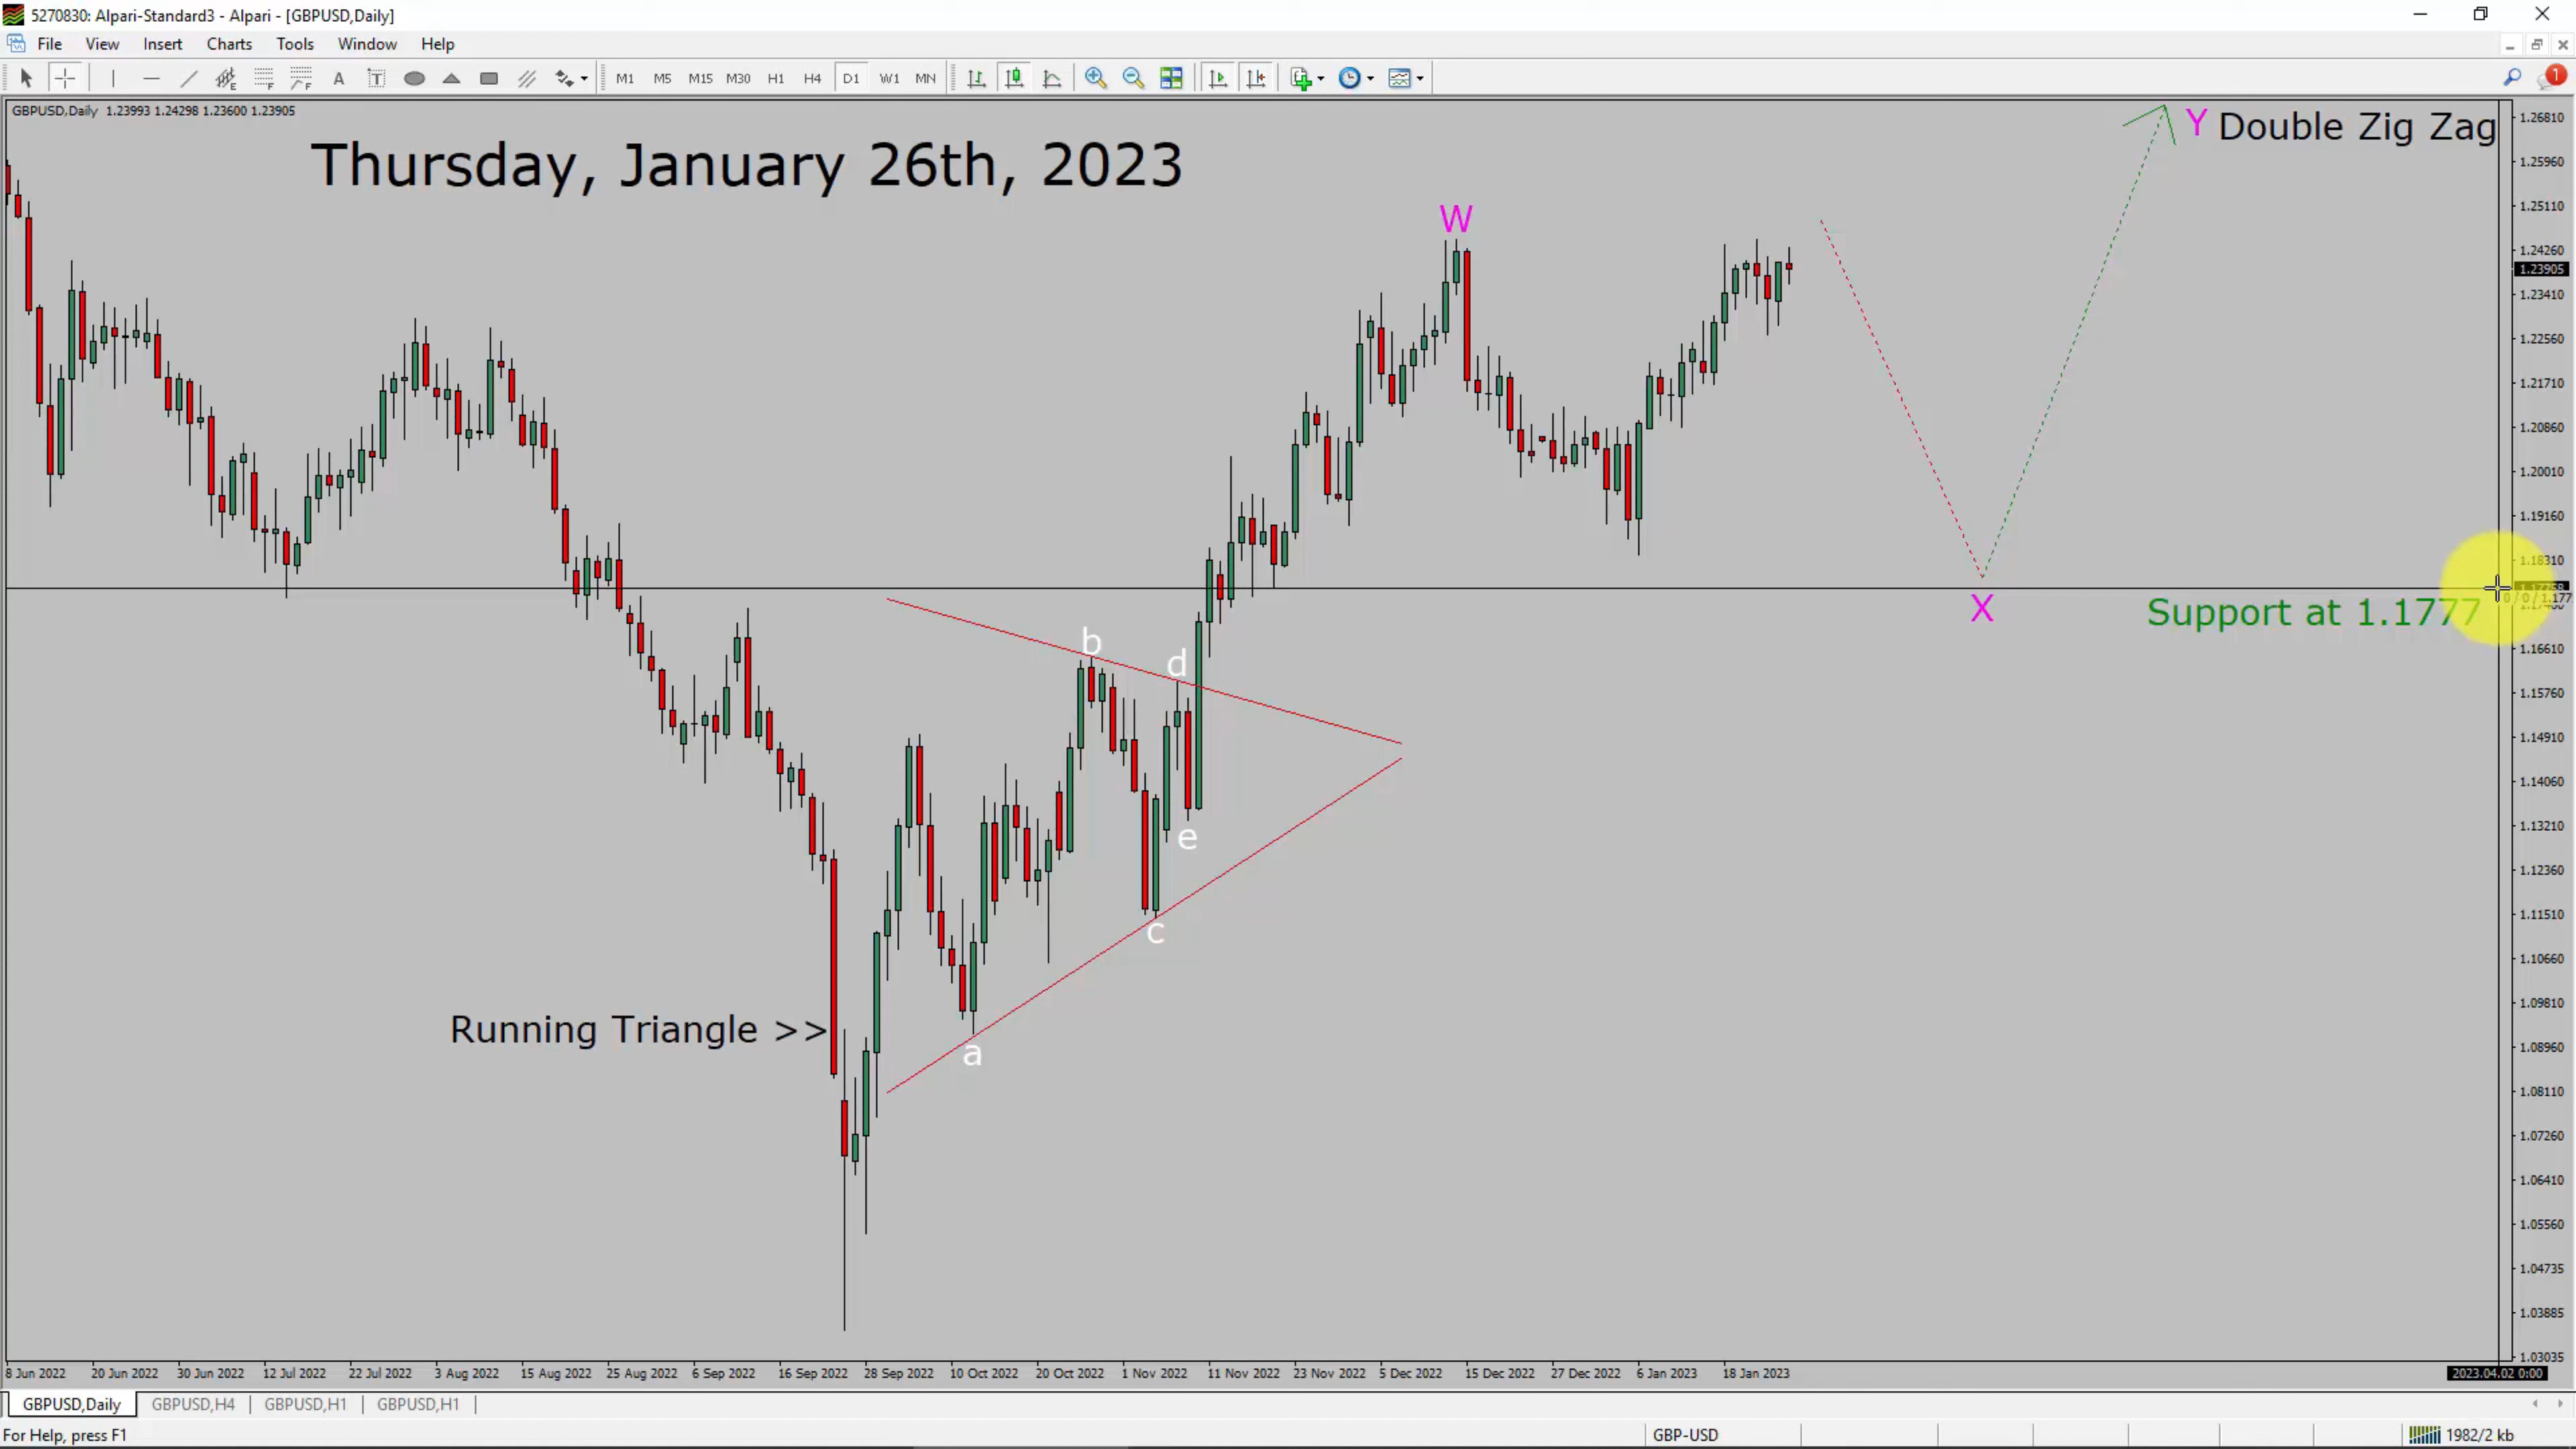 5270830: Alpari-Standard3 - Alpari - [GBPUSD,Daily]
File View Insert Charts Tools Window Help
M1 M5 M15 M30 H1 H4 D1 W1 MN
1
GBPUSD,Daily 1.23993 1.24298 1.23600 1.23905
Thursday, January 26th, 2023
Y Double Zig Zag
W
X
Support at 1.1777
b
d
e
c
a
Running Triangle >>
1.26810
1.25960
1.25110
1.24260
1.23905
1.23410
1.22560
1.21710
1.20860
1.20010
1.19160
1.18310
1.16610
1.15760
1.14910
1.14060
1.13210
1.12360
1.11510
1.10660
1.09810
1.08960
1.08110
1.07260
1.06410
1.05560
1.04735
1.03885
1.03035
8 Jun 2022 20 Jun 2022 30 Jun 2022 12 Jul 2022 22 Jul 2022 3 Aug 2022 15 Aug 2022 25 Aug 2022 6 Sep 2022 16 Sep 2022 28 Sep 2022 10 Oct 2022 20 Oct 2022 1 Nov 2022 11 Nov 2022 23 Nov 2022 5 Dec 2022 15 Dec 2022 27 Dec 2022 6 Jan 2023 18 Jan 2023 2023.04.02 0:00
GBPUSD,Daily GBPUSD,H4 GBPUSD,H1 GBPUSD,H1
For Help, press F1 GBP-USD 1982/2 kb